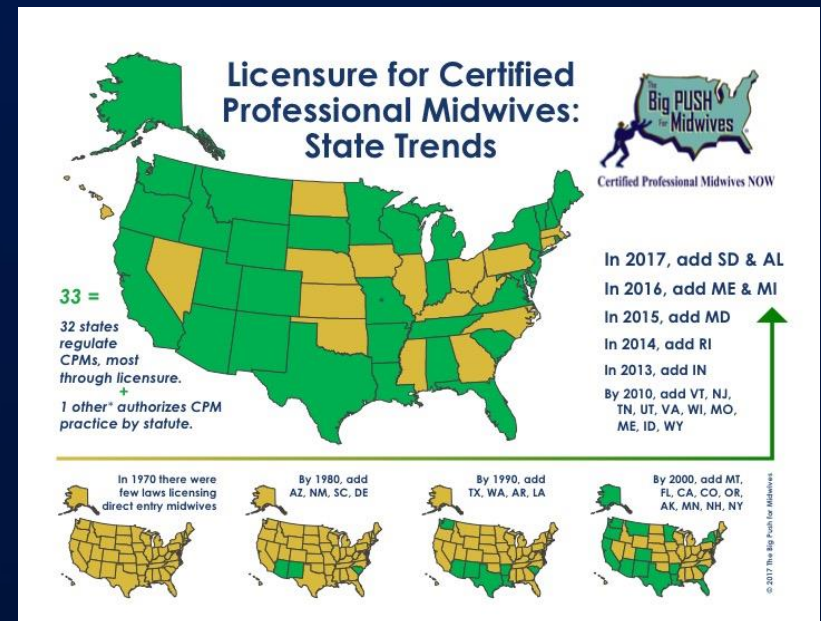 Licensure for Certified
Professional Midwives:
State Trends
The
Big PUSH
For Midwives
Certified Professional Midwives NOW
In 2017, add SD & AL
In 2016, add ME & MI
In 2015, add MD
In 2014, add RI
In 2013, add IN
By 2010, add VT, NJ,
TN, UT, VA, WI, MO,
ME, ID, WY
33 =
32 states
regulate
CPMs, most
through licensure.
+
1 other* authorizes CPM
practice by statute.
In 1970 there were
few laws licensing
direct entry midwives
By 1980, add
AZ, NM, SC, DE
By 1990, add
TX, WA, AR, LA
By 2000, add MT,
FL, CA, CO, OR,
AK, MN, NH, NY
© 2017 The Big Push for Midwives